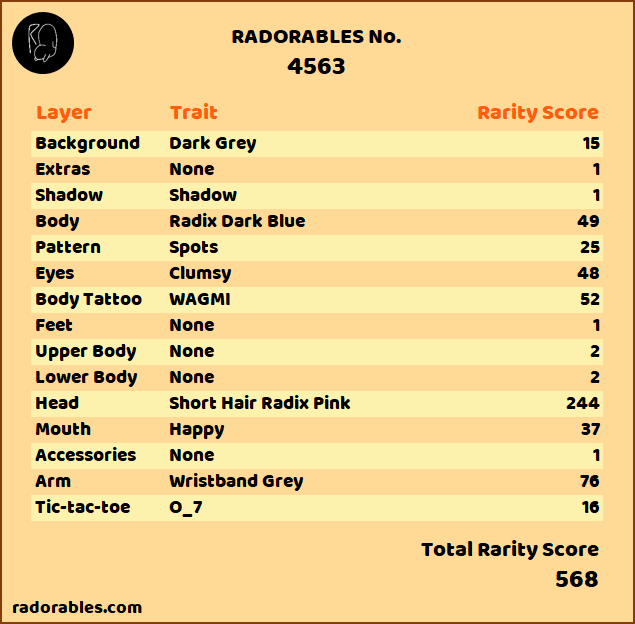 RADORABLES No.
4563
Layer Trait Rarity Score
Background Dark Grey 15
Extras None 1
Shadow Shadow 1
Body Radix Dark Blue 49
Pattern Spots 25
Eyes Clumsy 48
Body Tattoo WAGMI 52
Feet None 1
Upper Body None 2
Lower Body None 2
Head Short Hair Radix Pink 244
Mouth Happy 37
Accessories None 1
Arm Wristband Grey 76
Tic-tac-toe O_7 16
Total Rarity Score
568
radorables.com